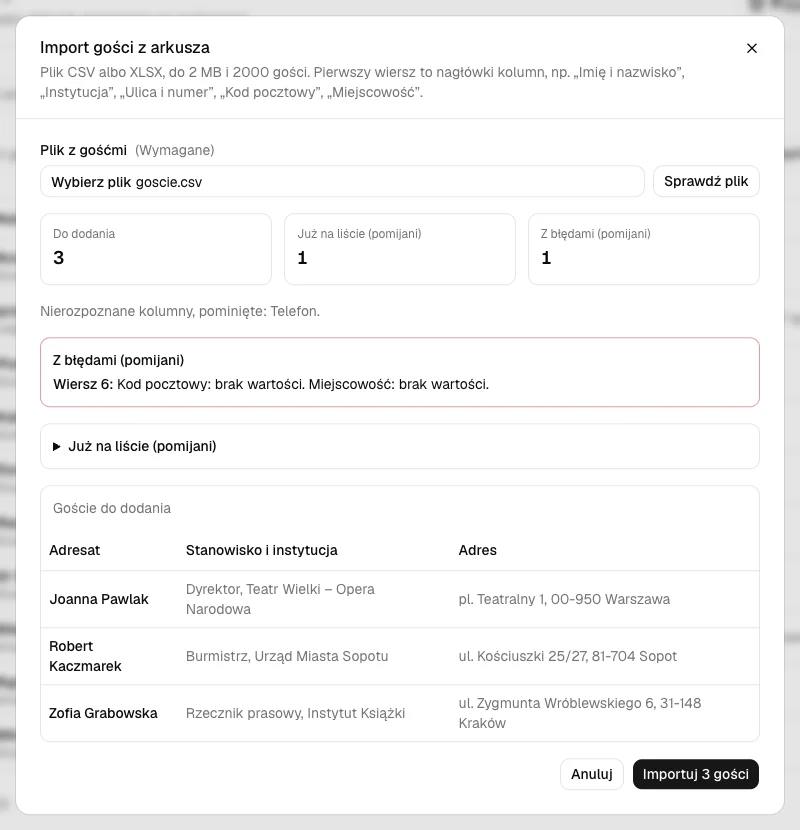 Import gości z arkusza
Plik CSV albo XLSX, do 2 MB i 2000 gości. Pierwszy wiersz to nagłówki kolumn, np. „Imię i nazwisko”,
„Instytucja”, „Ulica i numer”, „Kod pocztowy”, „Miejscowość”.
Plik z gośćmi (Wymagane)
Wybierz plik goscie.csv
Sprawdź plik
Do dodania
3
Już na liście (pomijani)
1
Z błędami (pomijani)
1
Nierozpoznane kolumny, pominięte: Telefon.
Z błędami (pomijani)
Wiersz 6: Kod pocztowy: brak wartości. Miejscowość: brak wartości.
Już na liście (pomijani)
Goście do dodania
Adresat Stanowisko i instytucja Adres
Joanna Pawlak
Dyrektor, Teatr Wielki – Opera
Narodowa
pl. Teatralny 1, 00-950 Warszawa
Robert
Kaczmarek
Burmistrz, Urząd Miasta Sopotu
ul. Kościuszki 25/27, 81-704 Sopot
Zofia Grabowska
Rzecznik prasowy, Instytut Książki
ul. Zygmunta Wróblewskiego 6, 31-148
Kraków
Anuluj
Importuj 3 gości